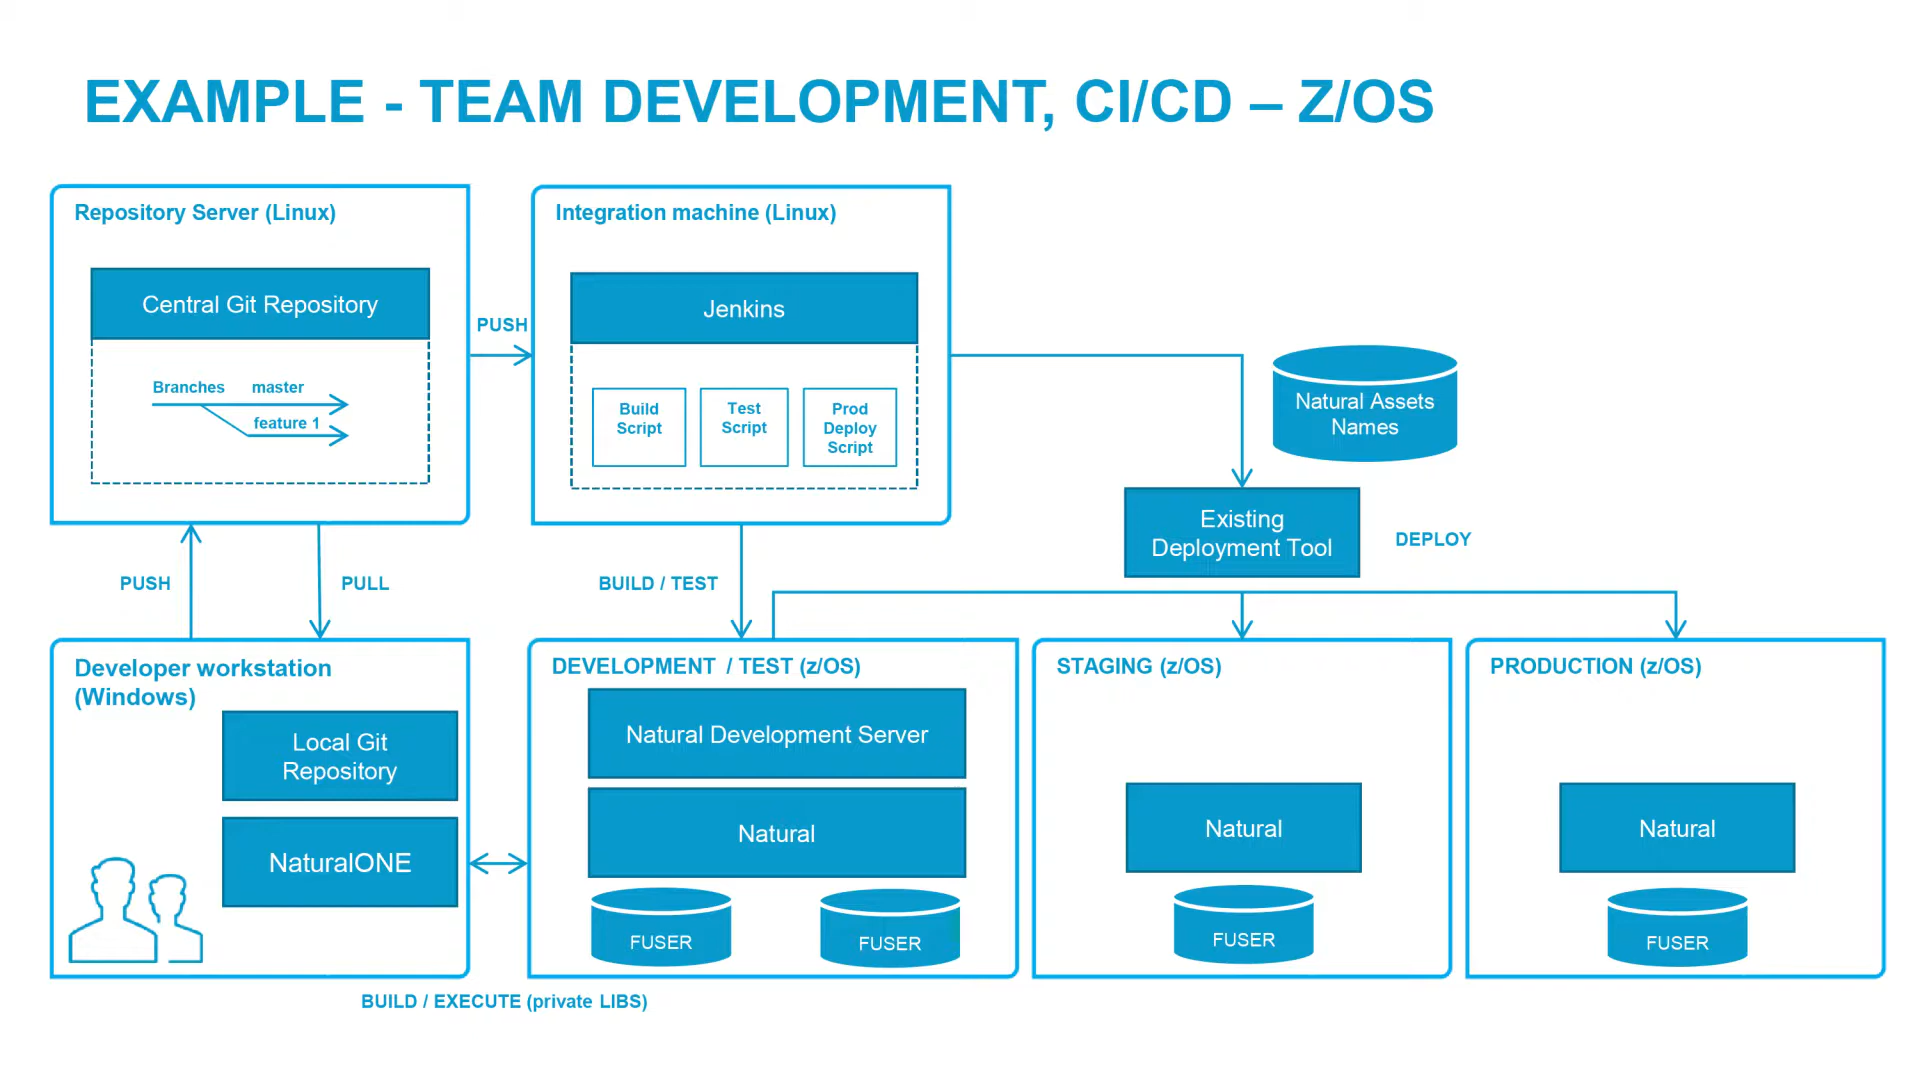 EXAMPLE - TEAM DEVELOPMENT, CI/CD – Z/OS
Repository Server (Linux)
Central Git Repository
Branches master
feature 1
PUSH
Integration machine (Linux)
Jenkins
Build
Script
Test
Script
Prod
Deploy
Script
Natural Assets
Names
Existing
Deployment Tool
DEPLOY
PUSH
PULL
BUILD / TEST
Developer workstation
(Windows)
Local Git
Repository
NaturalONE
DEVELOPMENT / TEST (z/OS)
Natural Development Server
Natural
FUSER
FUSER
STAGING (z/OS)
Natural
FUSER
PRODUCTION (z/OS)
Natural
FUSER
BUILD / EXECUTE (private LIBS)